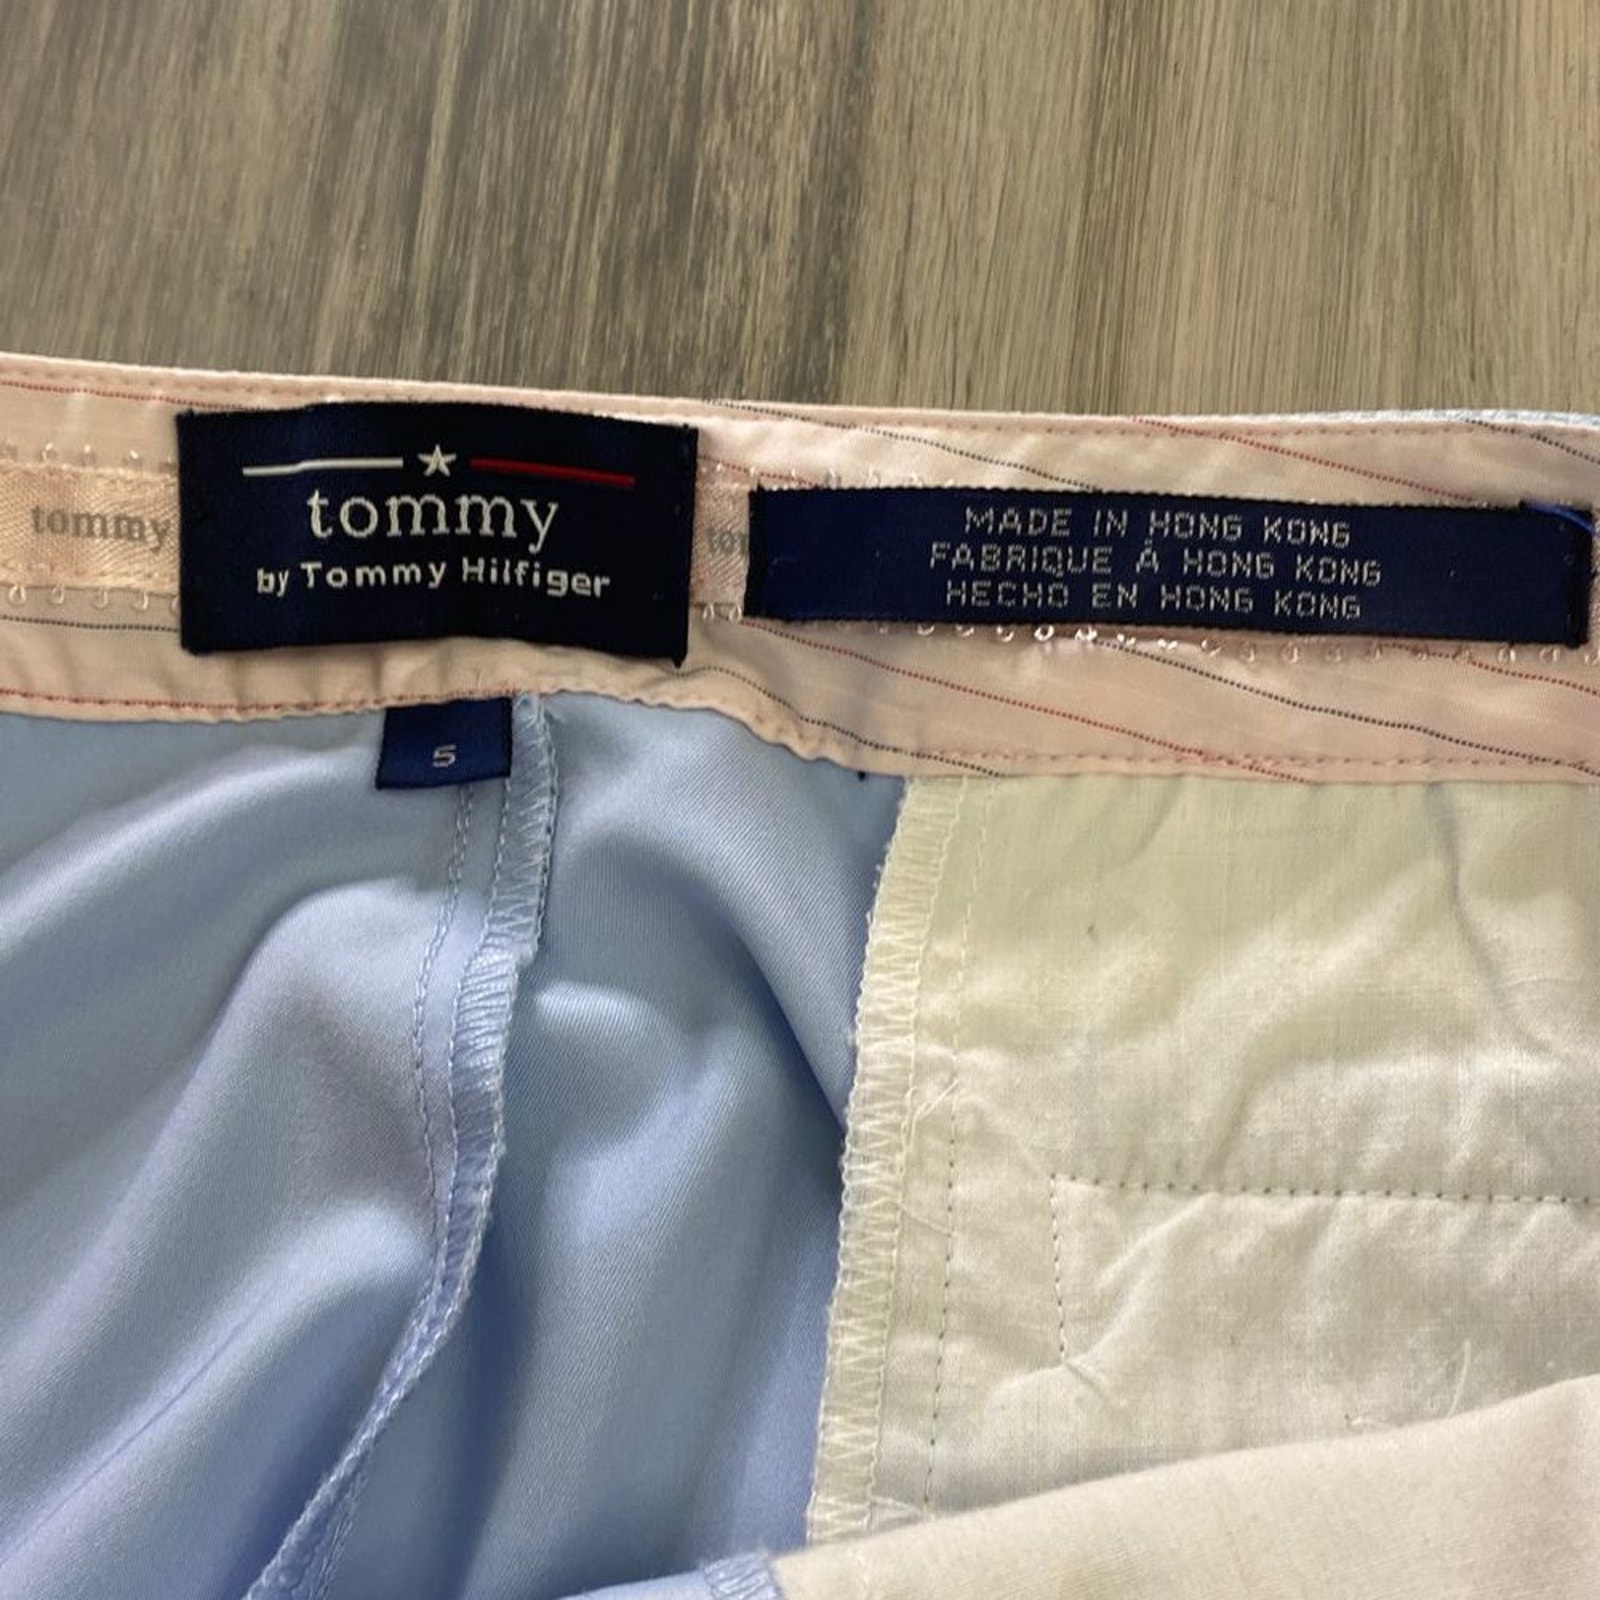 tommy
tommy
by Tommy Hilfiger
MADE IN HONG KONG
FABRIQUE À HONG KONG
HECHO EN HONG KONG
5